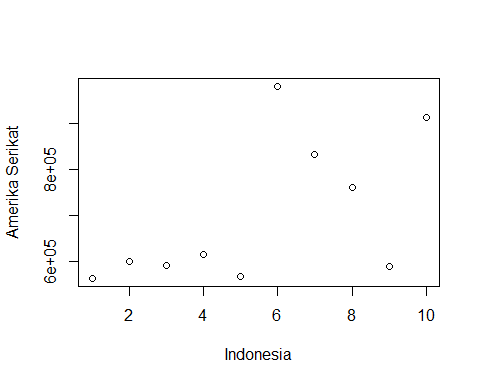 Amerika Serikat
8e+05
6e+05
2 4 6 8 10
Indonesia